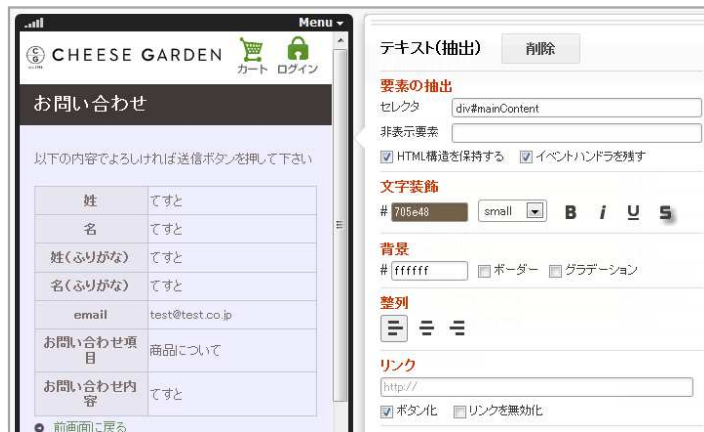 Menu
CHEESE GARDEN
カート ログイン
お問い合わせ
以下の内容でよろしければ送信ボタンを押して下さい
姓 てすと
名 てすと
姓(ふりがな) てすと
名(ふりがな) てすと
email test@test.co.jp
お問い合わせ項目 商品について
お問い合わせ内容 てすと
前画面に戻る
テキスト(抽出) 削除
要素の抽出
セレクタ div#mainContent
非表示要素
HTML構造を保持する イベントハンドラを残す
文字装飾
# 705e48 small B i U S
背景
# ffffff ボーダー グラデーション
整列
リンク
http://
ボタン化 リンクを無効化